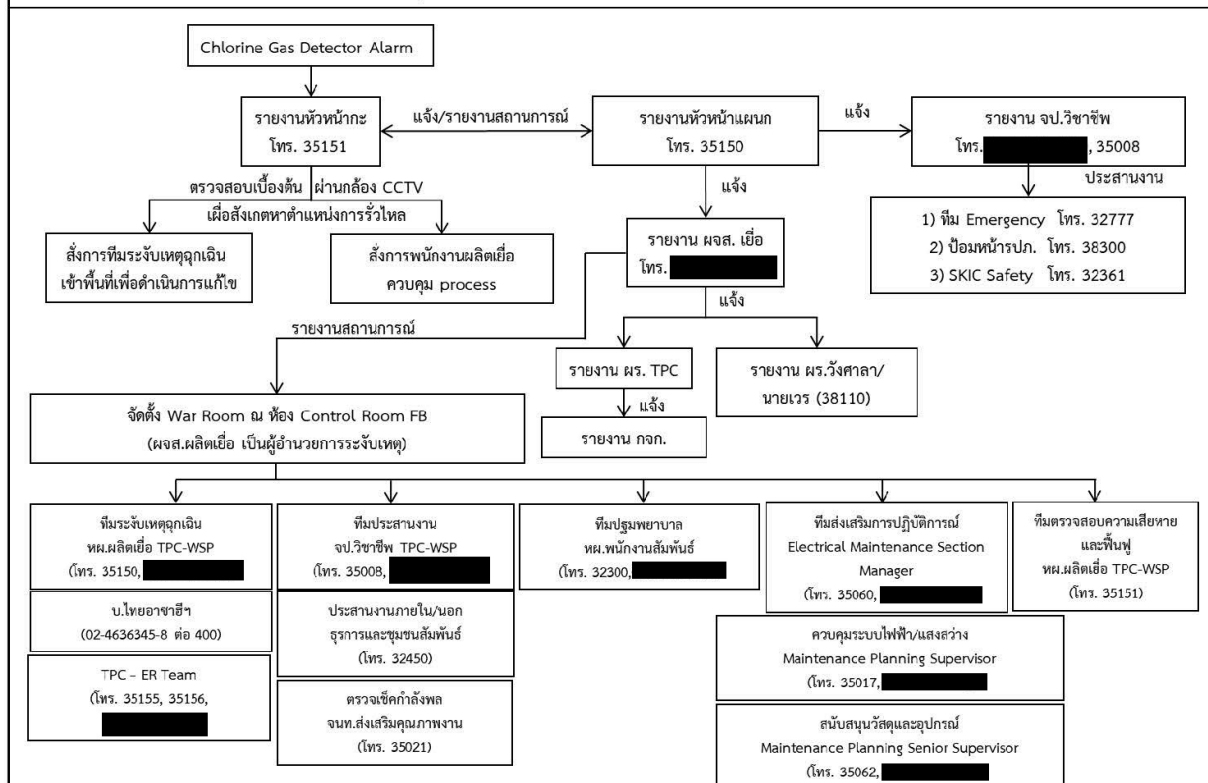 Chlorine Gas Detector Alarm
รายงานหัวหน้ากะ
โทร. 35151
แจ้ง/รายงานสถานการณ์
รายงานหัวหน้าแผนก
โทร. 35150
แจ้ง
รายงาน จป.วิชาชีพ
โทร. , 35008
ประสานงาน
1) ทีม Emergency โทร. 32777
2) ป้อมหน้ารปภ. โทร. 38300
3) SKIC Safety โทร. 32361
ตรวจสอบเบื้องต้น ผ่านกล้อง CCTV
เผื่อสังเกตหาตำแหน่งการรั่วไหล
สั่งการทีมระงับเหตุฉุกเฉิน
เข้าพื้นที่เพื่อดำเนินการแก้ไข
สั่งการพนักงานผลิตเยื่อ
ควบคุม process
แจ้ง
รายงาน ผจส. เยื่อ
โทร.
แจ้ง
รายงานสถานการณ์
รายงาน ผร. TPC
รายงาน ผร.วังศาลา/
นายเวร (38110)
แจ้ง
รายงาน กจก.
จัดตั้ง War Room ณ ห้อง Control Room FB
(ผจส.ผลิตเยื่อ เป็นผู้อำนวยการระงับเหตุ)
ทีมระงับเหตุฉุกเฉิน
หผ.ผลิตเยื่อ TPC-WSP
(โทร. 35150, )
บ.ไทยอาซาฮีฯ
(02-4636345-8 ต่อ 400)
TPC – ER Team
(โทร. 35155, 35156,
ทีมประสานงาน
จป.วิชาชีพ TPC-WSP
(โทร. 35008, )
ประสานงานภายใน/นอก
ธุรการและชุมชนสัมพันธ์
(โทร. 32450)
ตรวจเช็คกำลังพล
จนท.ส่งเสริมคุณภาพงาน
(โทร. 35021)
ทีมปฐมพยาบาล
หผ.พนักงานสัมพันธ์
(โทร. 32300, )
ทีมส่งเสริมการปฏิบัติการณ์
Electrical Maintenance Section
Manager
(โทร. 35060, )
ควบคุมระบบไฟฟ้า/แสงสว่าง
Maintenance Planning Supervisor
(โทร. 35017, )
สนับสนุนวัสดุและอุปกรณ์
Maintenance Planning Senior Supervisor
(โทร. 35062, )
ทีมตรวจสอบความเสียหาย
และฟื้นฟู
หผ.ผลิตเยื่อ TPC-WSP
(โทร. 35151)